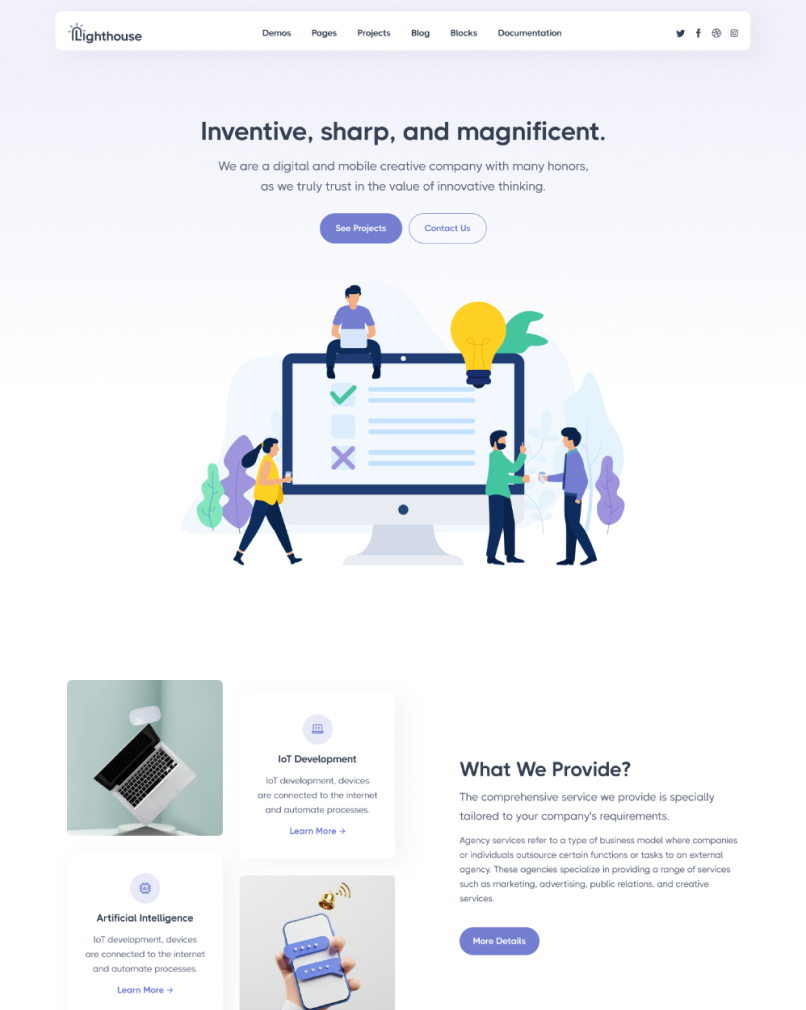 Lighthouse
Demos Pages Projects Blog Blocks Documentation
Inventive, sharp, and magnificent.
We are a digital and mobile creative company with many honors,
as we truly trust in the value of innovative thinking.
See Projects Contact Us
IoT Development
IoT development, devices
are connected to the internet
and automate processes.
Learn More →
AI
Artificial Intelligence
IoT development, devices
are connected to the internet
and automate processes.
Learn More →
What We Provide?
The comprehensive service we provide is specially
tailored to your company's requirements.
Agency services refer to a type of business model where companies
or individuals outsource certain functions or tasks to an external
agency. These agencies specialize in providing a range of services
such as marketing, advertising, public relations, and creative
services.
More Details